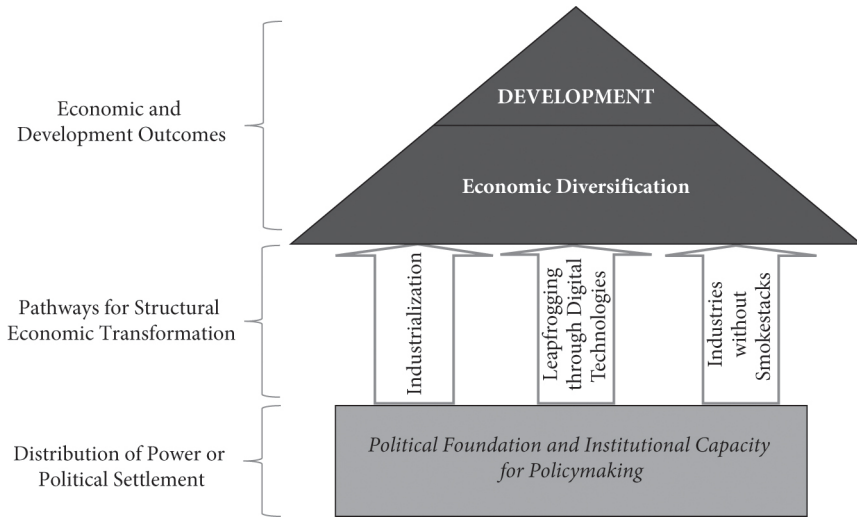 Economic and
Development Outcomes
DEVELOPMENT
Economic Diversification
Pathways for Structural
Economic Transformation
Industrialization
Leapfrogging
through Digital
Technologies
Industries
without
Smokestacks
Distribution of Power or
Political Settlement
Political Foundation and Institutional Capacity
for Policymaking